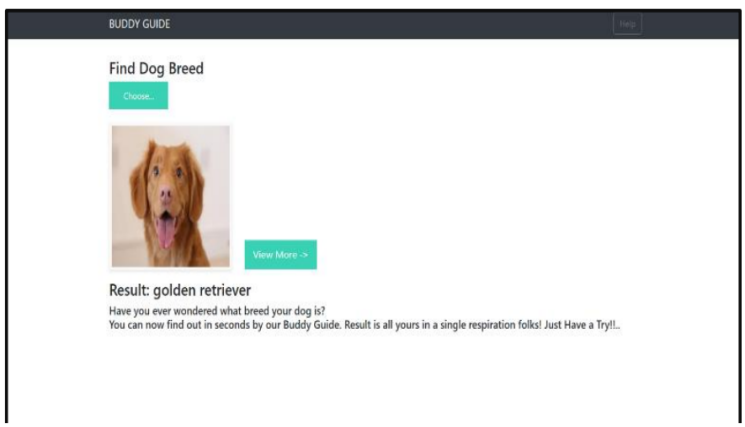 BUDDY GUIDE
Help
Find Dog Breed
Choose...
View More ->
Result: golden retriever
Have you ever wondered what breed your dog is?
You can now find out in seconds by our Buddy Guide. Result is all yours in a single respiration folks! Just Have a Try!!..